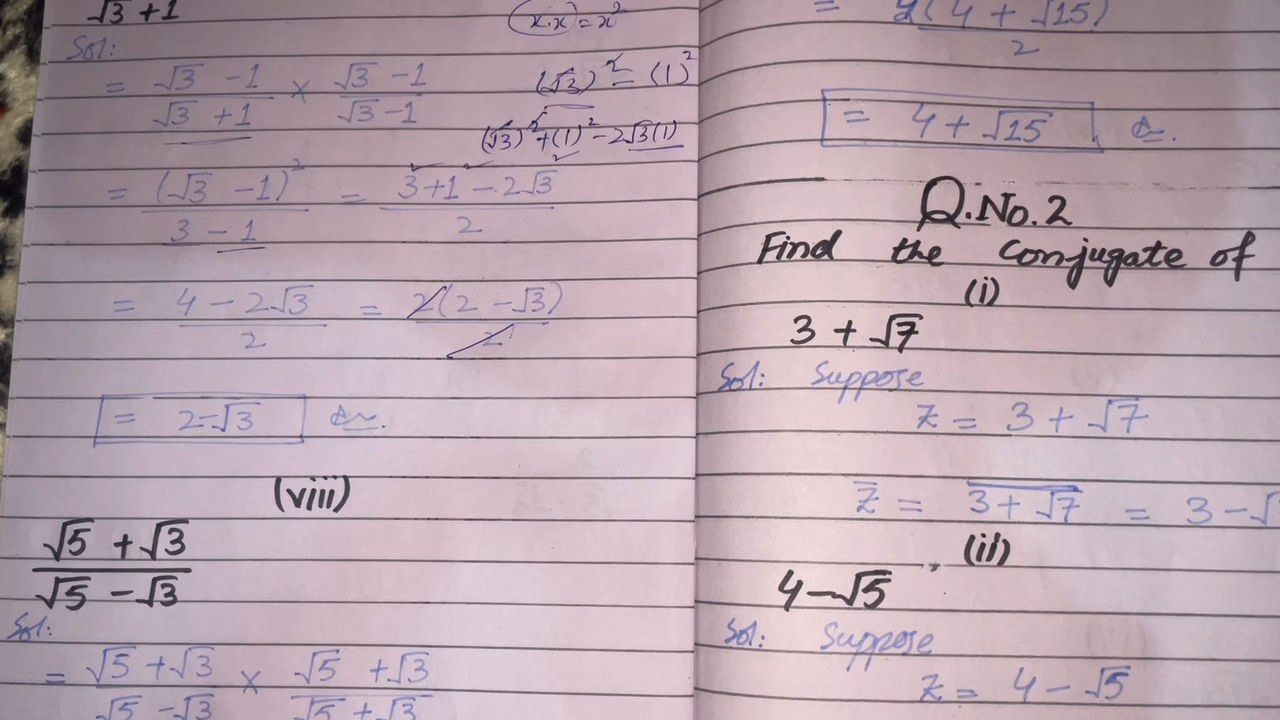 √3 +1
(x.x) = x²
Sol:
= √3 -1 / √3 +1 × √3 -1 / √3 -1
(√3)² - (1)²
(√3)² + (1)² - 2√3(1)
= (√3 -1)² / 3 - 1 = 3+1 - 2√3 / 2
= 4 - 2√3 / 2 = 2(2 - √3) / 2
= 2-√3
(viii)
√5 +√3 / √5 -√3
Sol:
= √5 +√3 / √5 -√3 × √5 +√3 / √5 +√3
= 2(4 + √15) / 2
= 4 + √15
Q.No.2
Find the Conjugate of
(i)
3 + √7
Sol: Suppose
z = 3 + √7
z̅ = 3 + √7 = 3 - √
(ii)
4 - √5
Sol: Suppose
z = 4 - √5